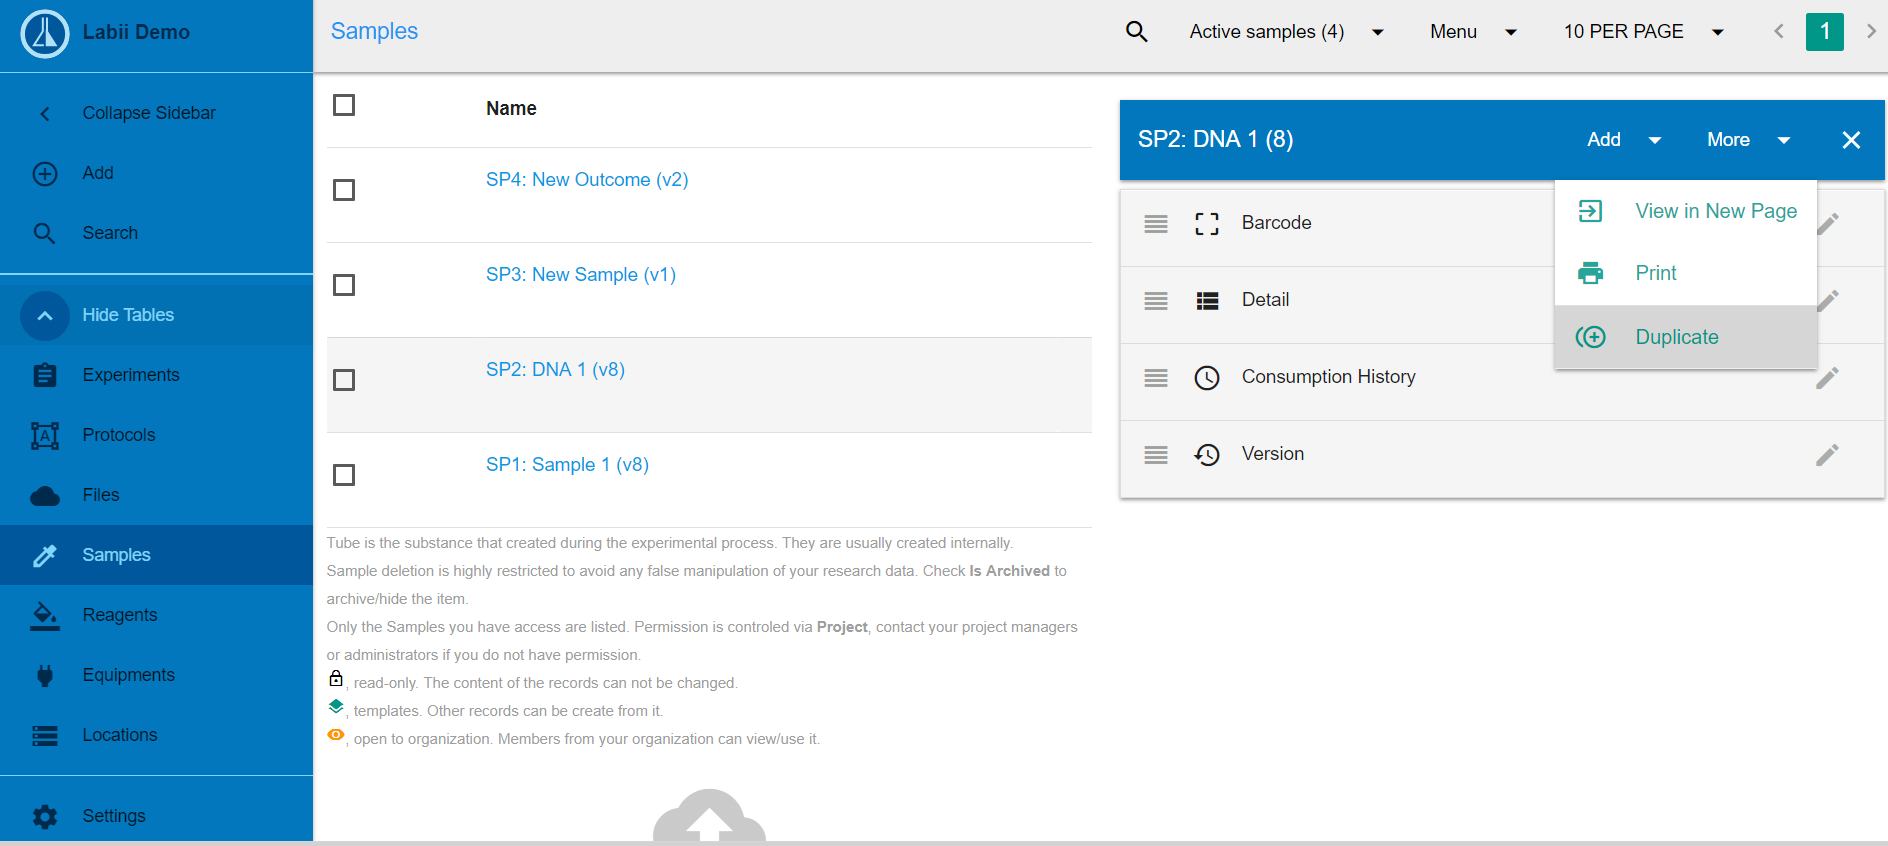 Labii Demo
Collapse Sidebar
Add
Search
Hide Tables
Experiments
Protocols
A
Files
Samples
Reagents
Equipments
Locations
Settings
Samples
Active samples (4)
Menu
10 PER PAGE
1
Name
SP4: New Outcome (v2)
SP3: New Sample (v1)
SP2: DNA 1 (v8)
SP1: Sample 1 (v8)
Tube is the substance that created during the experimental process. They are usually created internally.
Sample deletion is highly restricted to avoid any false manipulation of your research data. Check Is Archived to
archive/hide the item.
Only the Samples you have access are listed. Permission is controled via Project, contact your project managers
or administrators if you do not have permission.
, read-only. The content of the records can not be changed.
, templates. Other records can be create from it.
, open to organization. Members from your organization can view/use it.
SP2: DNA 1 (8)
Add
More
View in New Page
Print
Duplicate
Barcode
Detail
Consumption History
Version